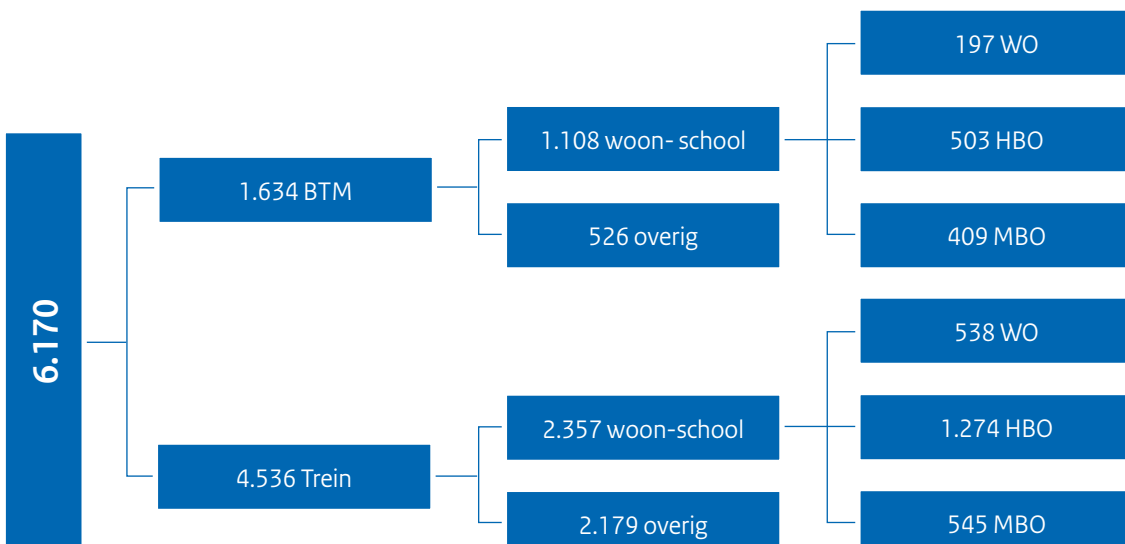 6.170
1.634 BTM
4.536 Trein
1.108 woon- school
526 overig
2.357 woon-school
2.179 overig
197 WO
503 HBO
409 MBO
538 WO
1.274 HBO
545 MBO